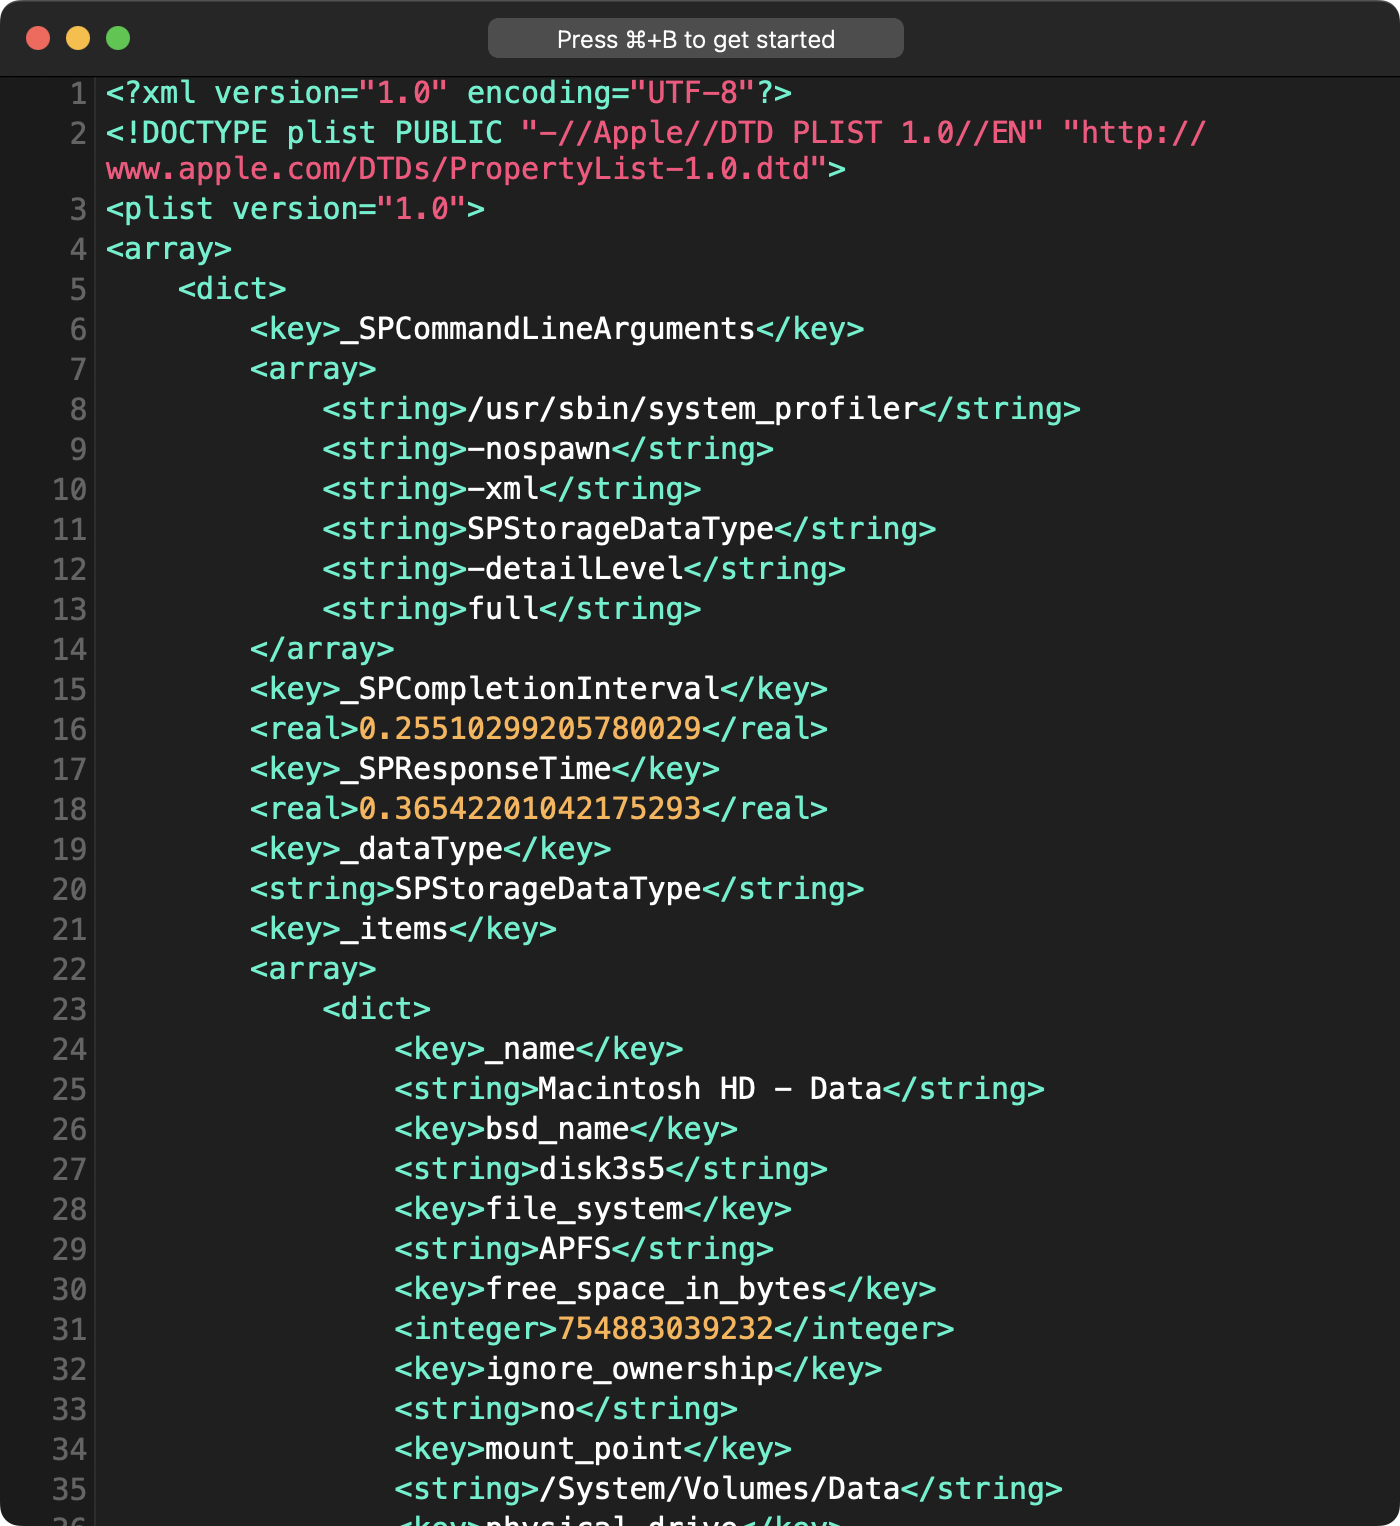 Press ⌘+B to get started
1 <?xml version="1.0" encoding="UTF-8"?>
2 <!DOCTYPE plist PUBLIC "-//Apple//DTD PLIST 1.0//EN" "http://
www.apple.com/DTDs/PropertyList-1.0.dtd">
3 <plist version="1.0">
4 <array>
5     <dict>
6         <key>_SPCommandLineArguments</key>
7         <array>
8             <string>/usr/sbin/system_profiler</string>
9             <string>-nospawn</string>
10             <string>-xml</string>
11             <string>SPStorageDataType</string>
12             <string>-detailLevel</string>
13             <string>full</string>
14         </array>
15         <key>_SPCompletionInterval</key>
16         <real>0.25510299205780029</real>
17         <key>_SPResponseTime</key>
18         <real>0.36542201042175293</real>
19         <key>_dataType</key>
20         <string>SPStorageDataType</string>
21         <key>_items</key>
22         <array>
23             <dict>
24                 <key>_name</key>
25                 <string>Macintosh HD - Data</string>
26                 <key>bsd_name</key>
27                 <string>disk3s5</string>
28                 <key>file_system</key>
29                 <string>APFS</string>
30                 <key>free_space_in_bytes</key>
31                 <integer>754883039232</integer>
32                 <key>ignore_ownership</key>
33                 <string>no</string>
34                 <key>mount_point</key>
35                 <string>/System/Volumes/Data</string>
36                 <key>physical_drive</key>